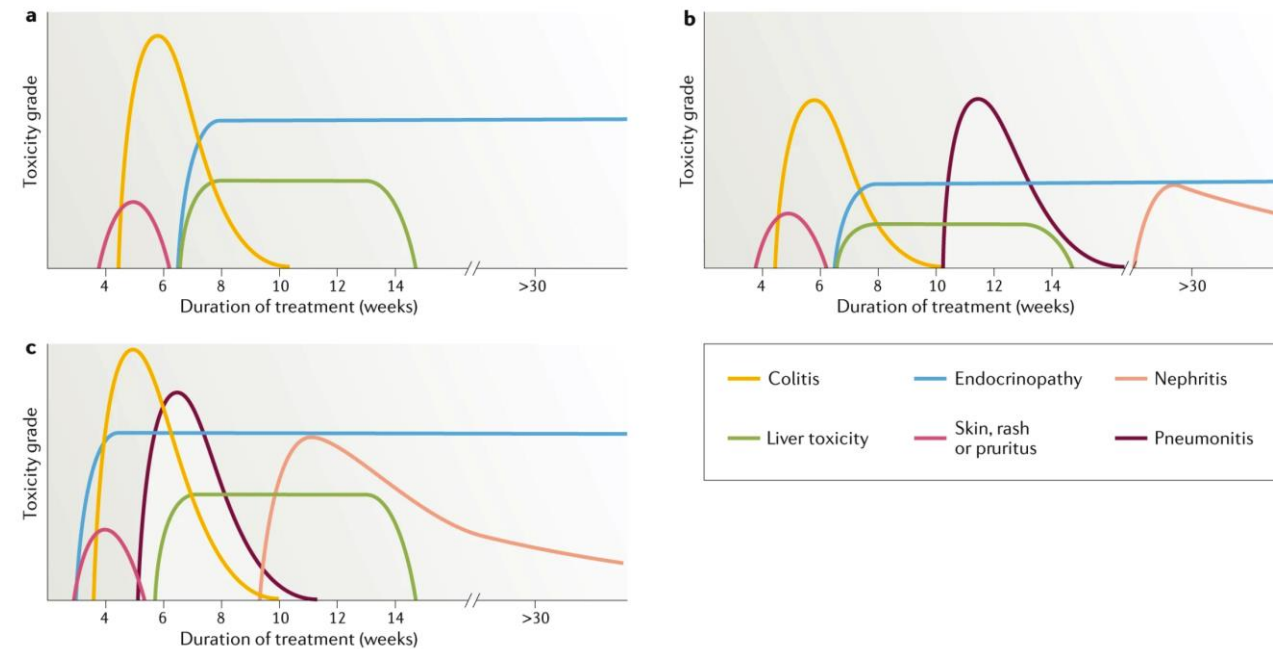 a
Toxicity grade
4 6 8 10 12 14 >30
Duration of treatment (weeks)
b
Toxicity grade
4 6 8 10 12 14 >30
Duration of treatment (weeks)
c
Toxicity grade
4 6 8 10 12 14 >30
Duration of treatment (weeks)
Colitis
Endocrinopathy
Nephritis
Liver toxicity
Skin, rash
or pruritus
Pneumonitis